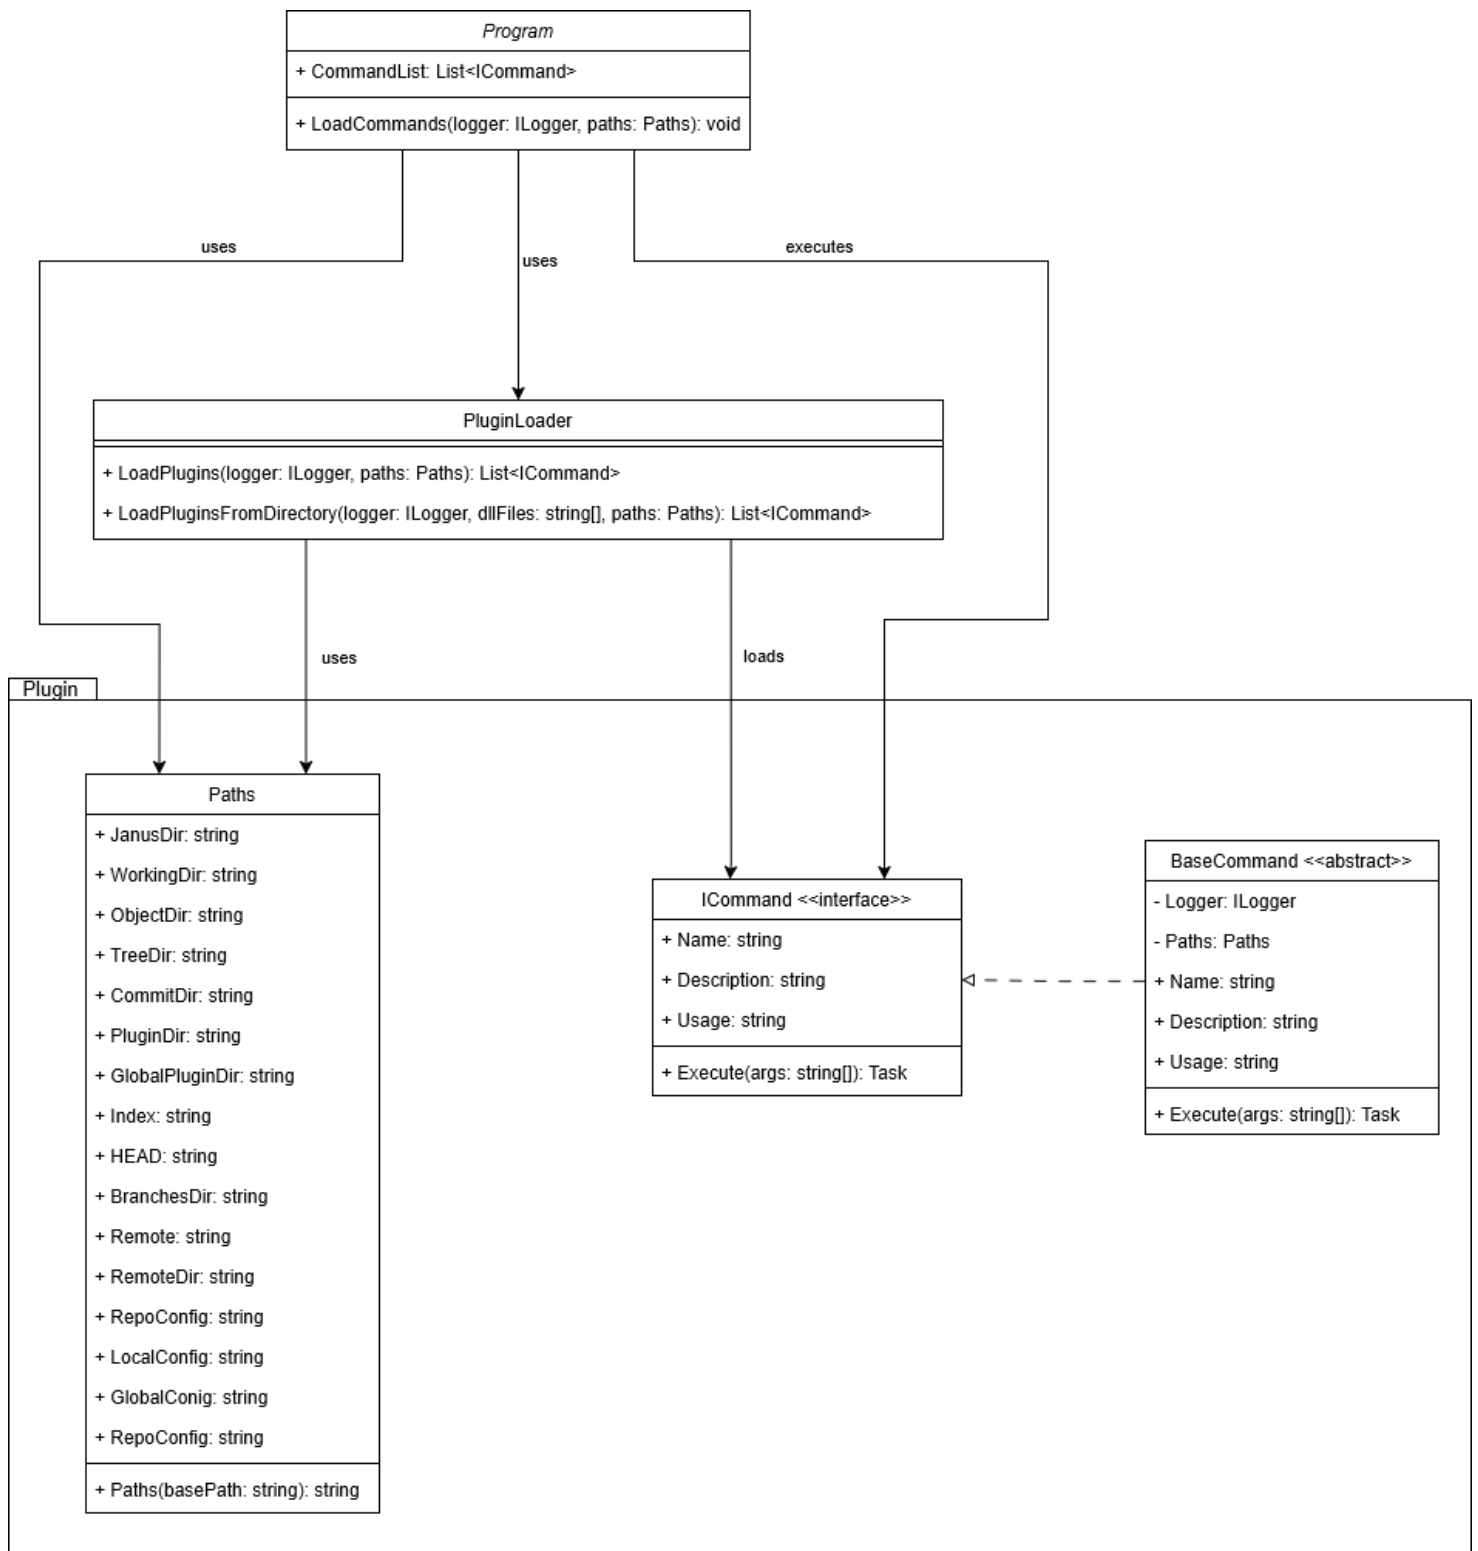 Program
+ CommandList: List<ICommand>
+ LoadCommands(logger: ILogger, paths: Paths): void
uses
uses
executes
PluginLoader
+ LoadPlugins(logger: ILogger, paths: Paths): List<ICommand>
+ LoadPluginsFromDirectory(logger: ILogger, dllFiles: string[], paths: Paths): List<ICommand>
uses
loads
Plugin
Paths
+ JanusDir: string
+ WorkingDir: string
+ ObjectDir: string
+ TreeDir: string
+ CommitDir: string
+ PluginDir: string
+ GlobalPluginDir: string
+ Index: string
+ HEAD: string
+ BranchesDir: string
+ Remote: string
+ RemoteDir: string
+ RepoConfig: string
+ LocalConfig: string
+ GlobalConig: string
+ RepoConfig: string
+ Paths(basePath: string): string
ICommand <<interface>>
+ Name: string
+ Description: string
+ Usage: string
+ Execute(args: string[]): Task
BaseCommand <<abstract>>
- Logger: ILogger
- Paths: Paths
+ Name: string
+ Description: string
+ Usage: string
+ Execute(args: string[]): Task